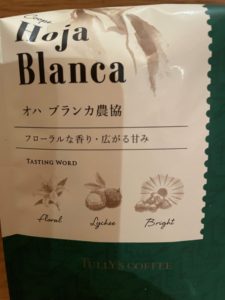 Coope
Hoja
Blanca
オハ ブランカ農協
フローラルな香り・広がる甘み
TASTING WORD
Floral Lychee Bright
TULLY'S COFFEE